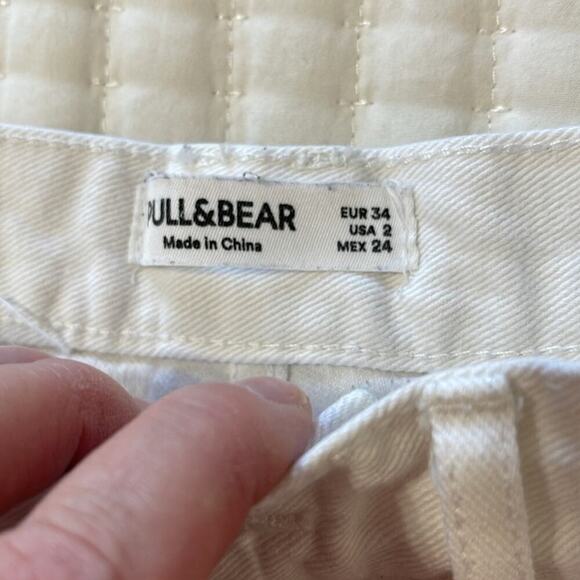 PULL&BEAR
Made in China
EUR 34
USA 2
MEX 24